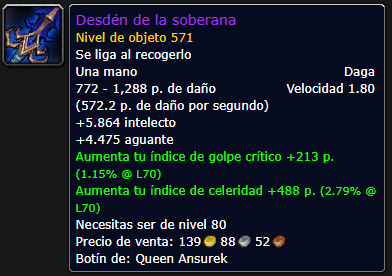 Desdén de la soberana
Nivel de objeto 571
Se liga al recogerlo
Una mano Daga
772 - 1,288 p. de daño Velocidad 1.80
(572.2 p. de daño por segundo)
+5.864 intelecto
+4.475 aguante
Aumenta tu índice de golpe crítico +213 p.
(1.15% @ L70)
Aumenta tu índice de celeridad +488 p. (2.79% @
L70)
Necesitas ser de nivel 80
Precio de venta: 139 88 52
Botín de: Queen Ansurek